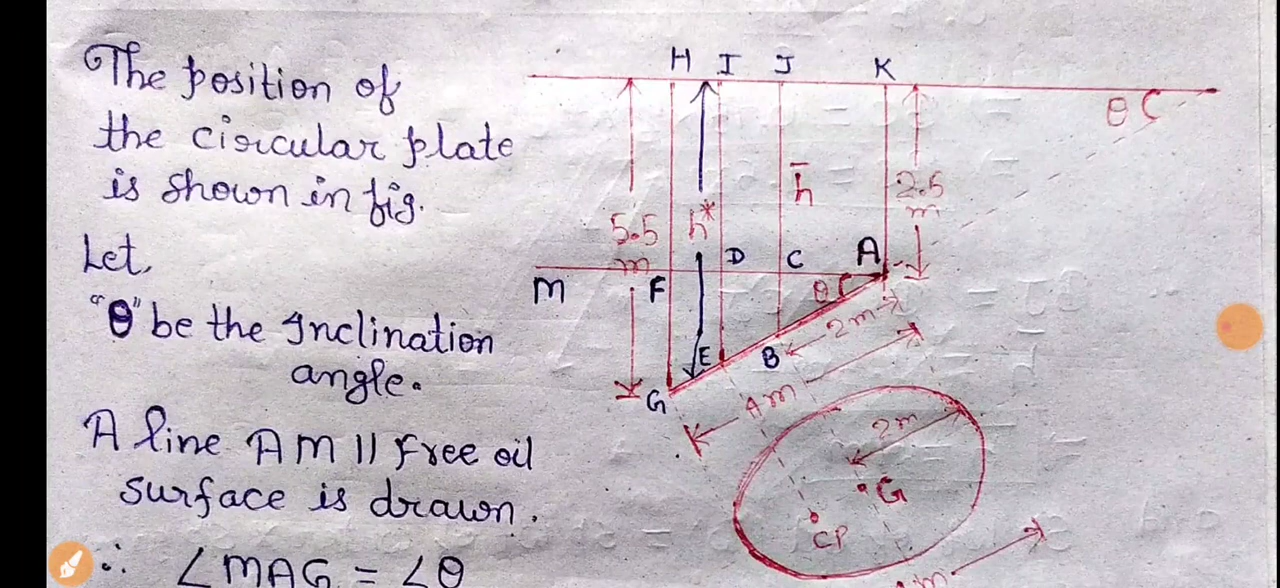 The position of
the circular plate
is shown in fig.
Let,
"θ" be the Inclination
angle.
A line AM || free oil
surface is drawn.
∴ ∠MAG = ∠θ
H I J K
θ
5.5
m
h*
h̄
2.5
m
M F D C A
θ
E B 2m
G 4m
2m
G
CP